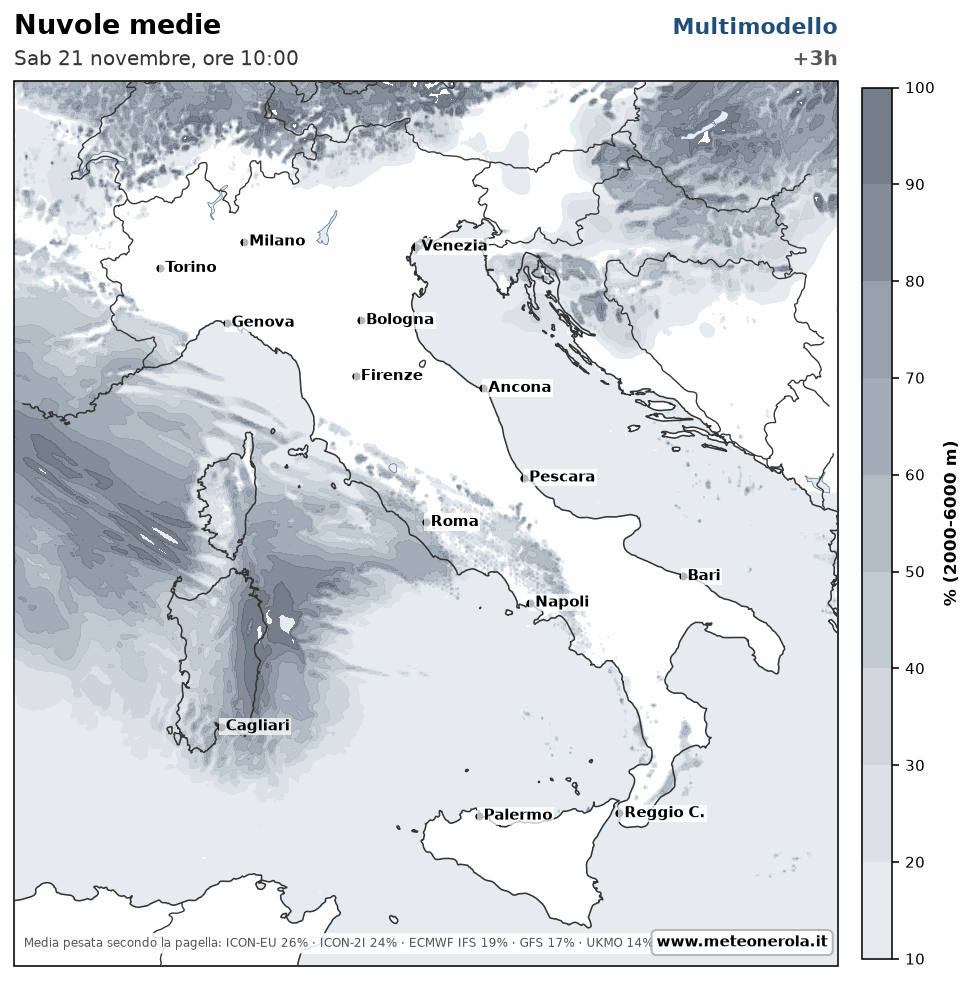 Nuvole medie
Multimodello
Sab 21 novembre, ore 10:00
+3h
100
90
80
70
60
50
40
30
20
10
% (2000-6000 m)
Milano
Venezia
Torino
Genova
Bologna
Firenze
Ancona
Pescara
Roma
Bari
Napoli
Cagliari
Palermo
Reggio C.
Media pesata secondo la pagella: ICON-EU 26% · ICON-2I 24% · ECMWF IFS 19% · GFS 17% · UKMO 14%
www.meteonerola.it